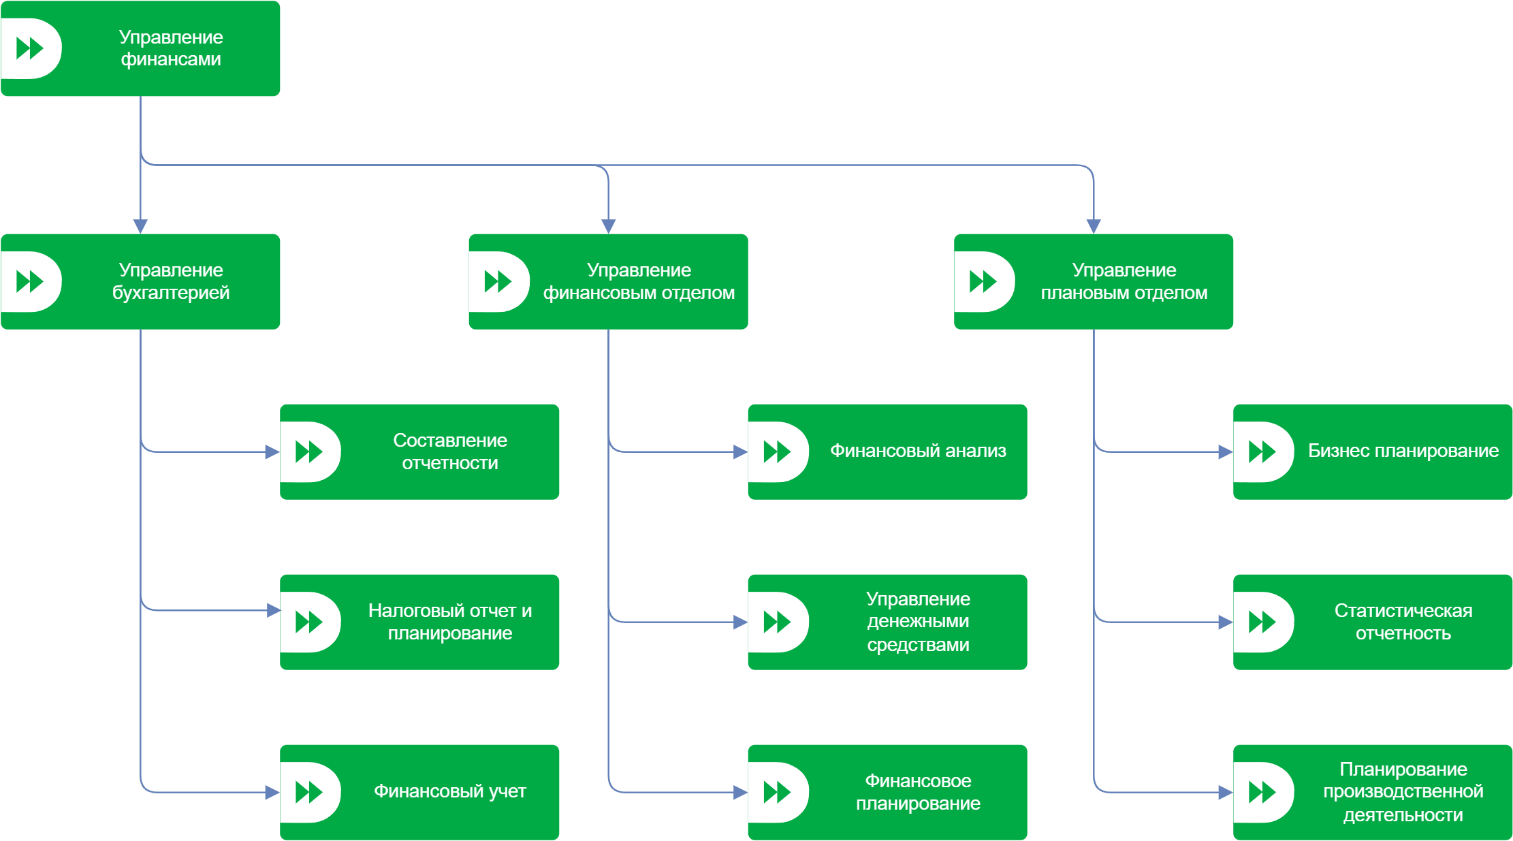 Управление
финансами
Управление
бухгалтерией
Управление
финансовым отделом
Управление
плановым отделом
Составление
отчетности
Финансовый анализ
Бизнес планирование
Налоговый отчет и
планирование
Управление
денежными
средствами
Статистическая
отчетность
Финансовый учет
Финансовое
планирование
Планирование
производственной
деятельности